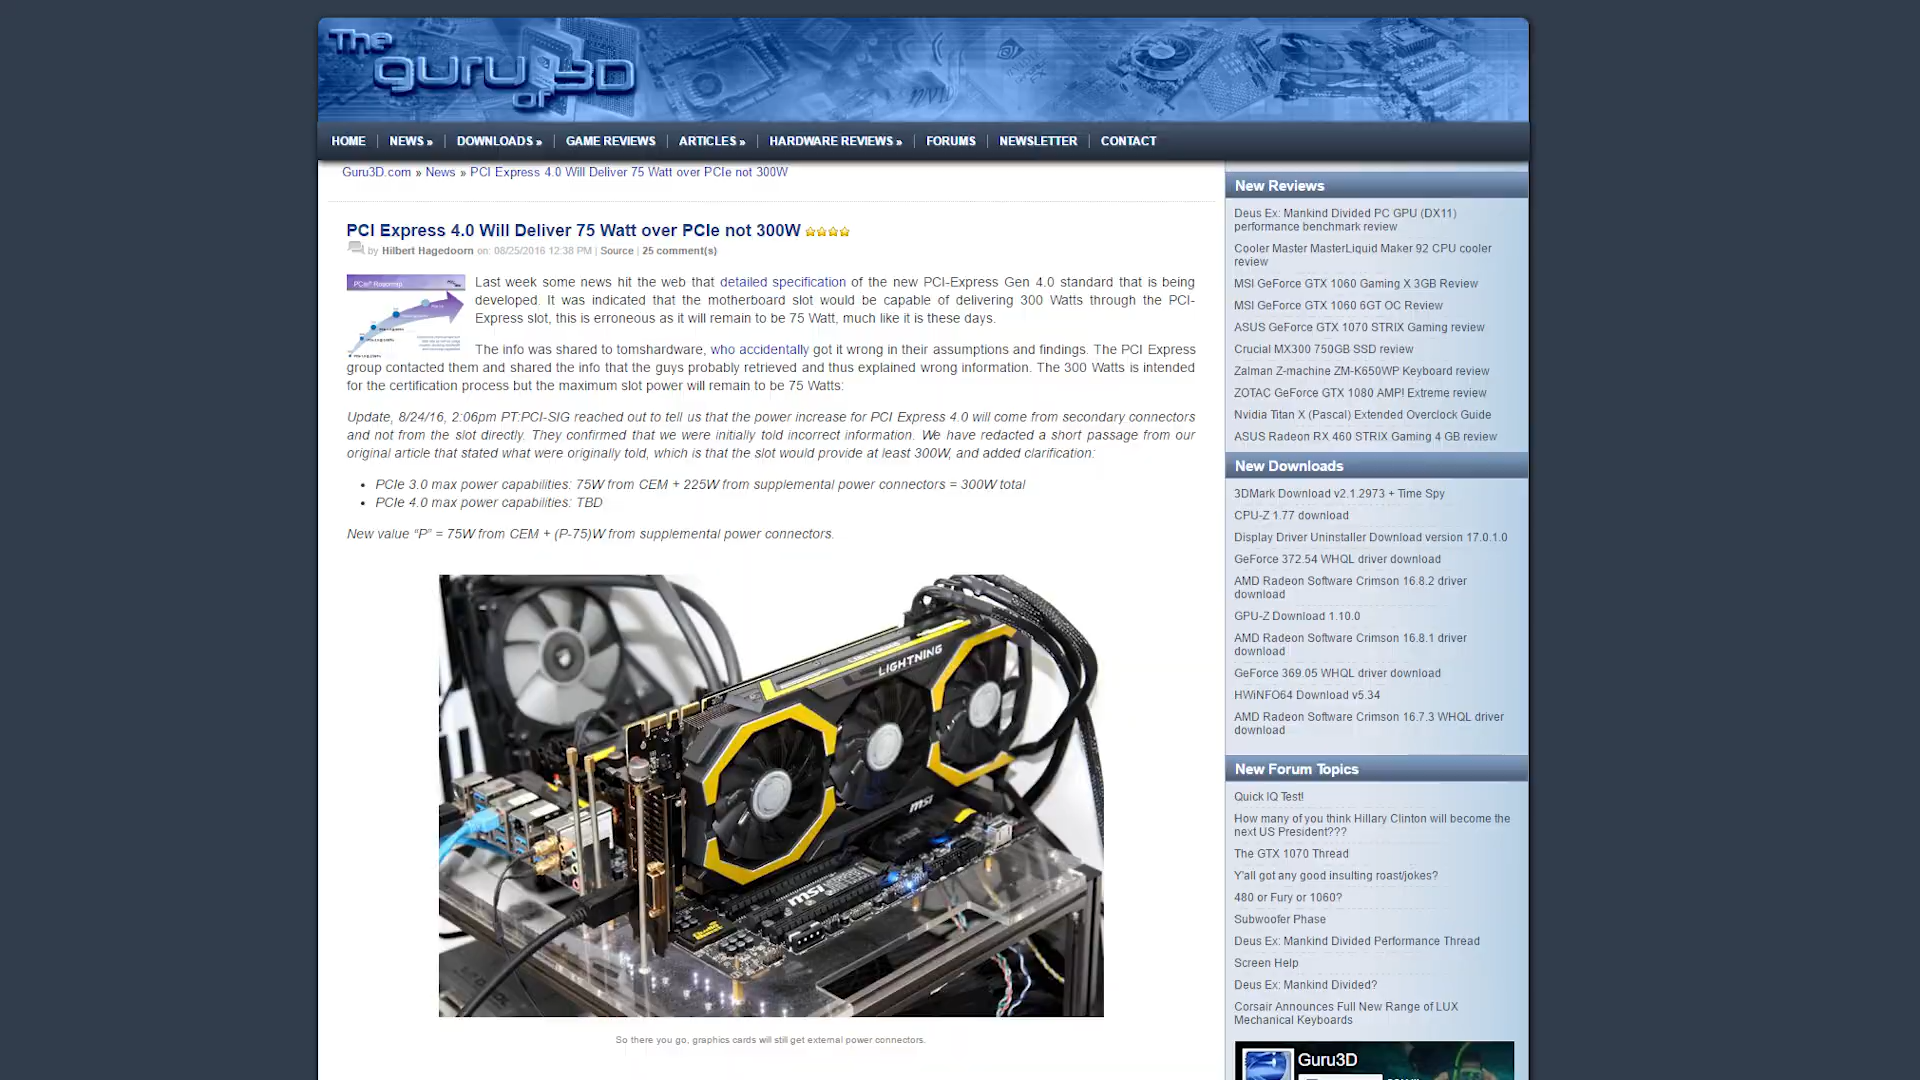 The
guru
of 3D
HOME NEWS » DOWNLOADS » GAME REVIEWS ARTICLES » HARDWARE REVIEWS » FORUMS NEWSLETTER CONTACT
Guru3D.com » News » PCI Express 4.0 Will Deliver 75 Watt over PCIe not 300W
PCI Express 4.0 Will Deliver 75 Watt over PCIe not 300W
by Hilbert Hagedoorn on: 08/25/2016 12:38 PM | Source | 25 comment(s)
PCIe Roadmap
Last week some news hit the web that detailed specification of the new PCI-Express Gen 4.0 standard that is being
developed. It was indicated that the motherboard slot would be capable of delivering 300 Watts through the PCI-
Express slot, this is erroneous as it will remain to be 75 Watt, much like it is these days.
The info was shared to tomshardware, who accidentally got it wrong in their assumptions and findings. The PCI Express
group contacted them and shared the info that the guys probably retrieved and thus explained wrong information. The 300 Watts is intended
for the certification process but the maximum slot power will remain to be 75 Watts:
Update, 8/24/16, 2:06pm PT:PCI-SIG reached out to tell us that the power increase for PCI Express 4.0 will come from secondary connectors
and not from the slot directly. They confirmed that we were initially told incorrect information. We have redacted a short passage from our
original article that stated what were originally told, which is that the slot would provide at least 300W, and added clarification:
• PCIe 3.0 max power capabilities: 75W from CEM + 225W from supplemental power connectors = 300W total
• PCIe 4.0 max power capabilities: TBD
New value “P” = 75W from CEM + (P-75)W from supplemental power connectors.
LIGHTNING
msi
msi
So there you go, graphics cards will still get external power connectors.
New Reviews
Deus Ex: Mankind Divided PC GPU (DX11)
performance benchmark review
Cooler Master MasterLiquid Maker 92 CPU cooler
review
MSI GeForce GTX 1060 Gaming X 3GB Review
MSI GeForce GTX 1060 6GT OC Review
ASUS GeForce GTX 1070 STRIX Gaming review
Crucial MX300 750GB SSD review
Zalman Z-machine ZM-K650WP Keyboard review
ZOTAC GeForce GTX 1080 AMP! Extreme review
Nvidia Titan X (Pascal) Extended Overclock Guide
ASUS Radeon RX 460 STRIX Gaming 4 GB review
New Downloads
3DMark Download v2.1.2973 + Time Spy
CPU-Z 1.77 download
Display Driver Uninstaller Download version 17.0.1.0
GeForce 372.54 WHQL driver download
AMD Radeon Software Crimson 16.8.2 driver
download
GPU-Z Download 1.10.0
AMD Radeon Software Crimson 16.8.1 driver
download
GeForce 369.05 WHQL driver download
HWiNFO64 Download v5.34
AMD Radeon Software Crimson 16.7.3 WHQL driver
download
New Forum Topics
Quick IQ Test!
How many of you think Hillary Clinton will become the
next US President???
The GTX 1070 Thread
Y'all got any good insulting roast/jokes?
480 or Fury or 1060?
Subwoofer Phase
Deus Ex: Mankind Divided Performance Thread
Screen Help
Deus Ex: Mankind Divided?
Corsair Announces Full New Range of LUX
Mechanical Keyboards
Guru3D